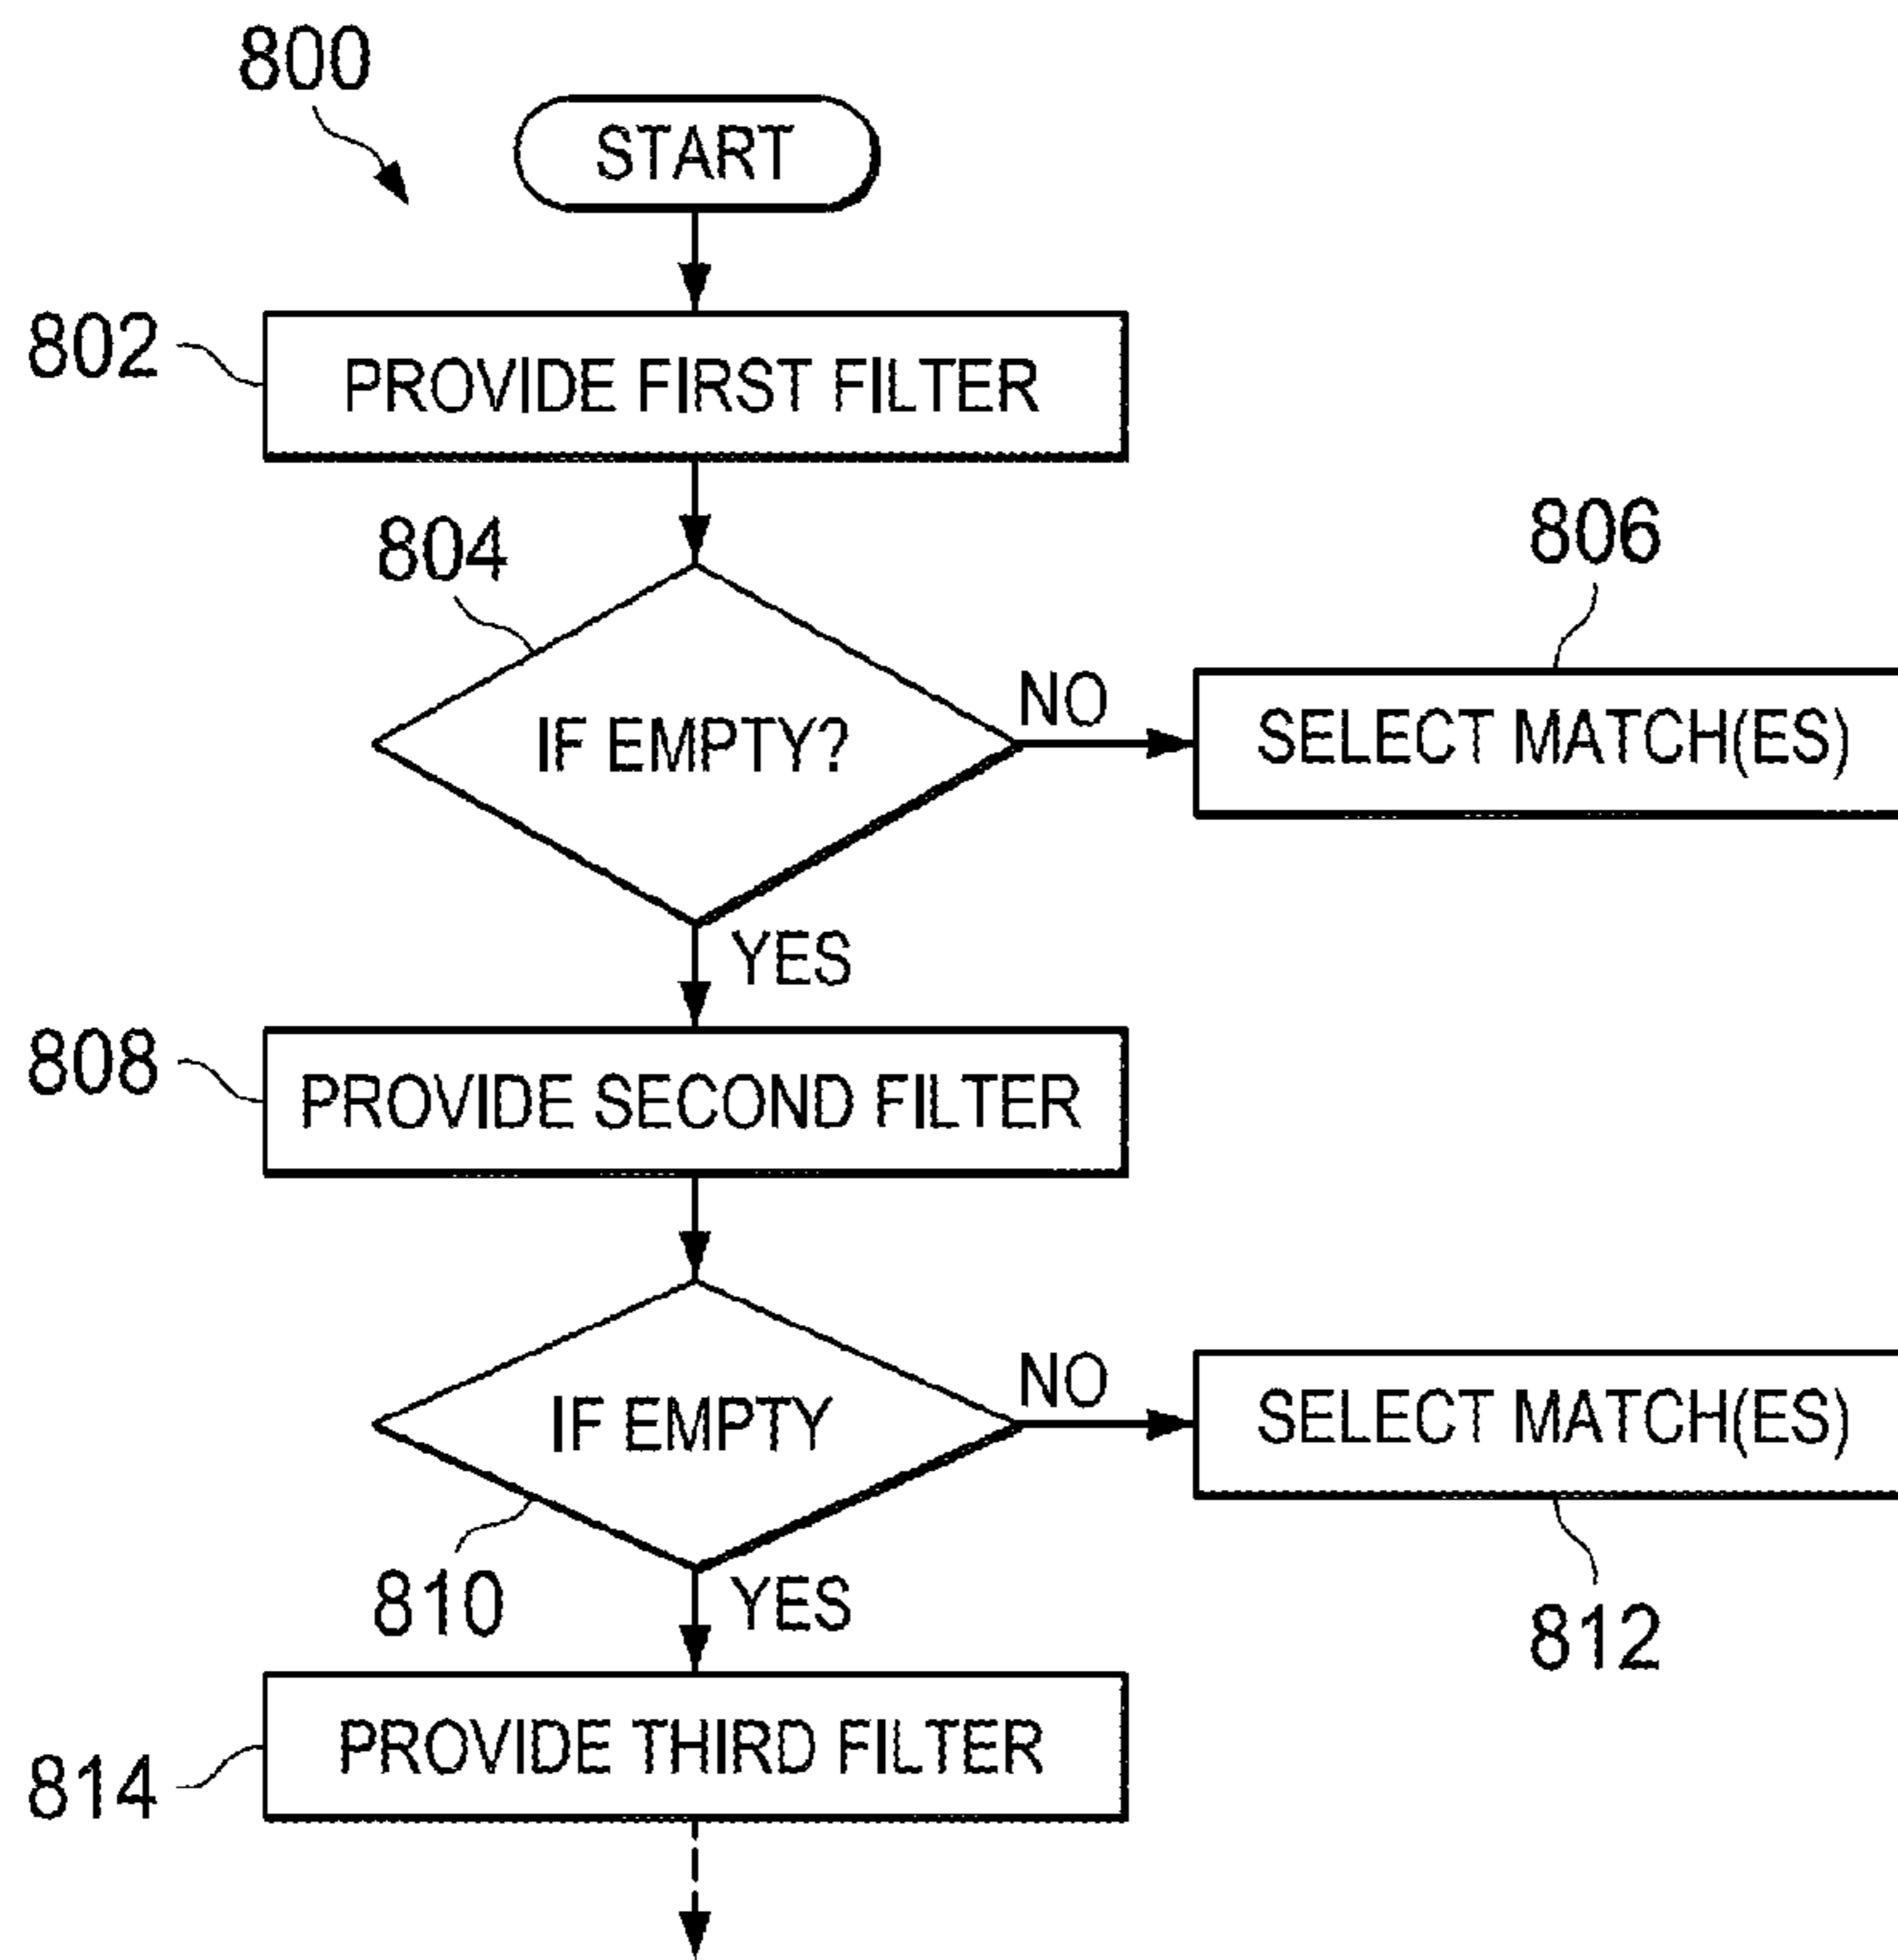 800
START
802
PROVIDE FIRST FILTER
804
806
IF EMPTY?
NO
SELECT MATCH(ES)
YES
808
PROVIDE SECOND FILTER
IF EMPTY
NO
SELECT MATCH(ES)
810
YES
812
814
PROVIDE THIRD FILTER